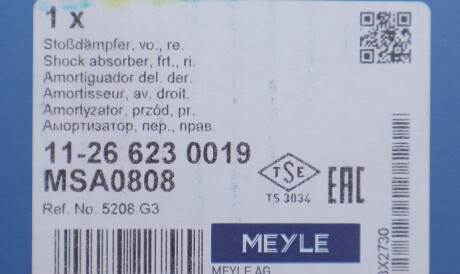 1 x
Stoßdämpfer, vo., re.
Shock absorber, frt., ri.
Amortiguador del. der.
Amortisseur, av. droit.
Amortyzator, przód, pr.
Амортизатор, пер., прав.
11-26 623 0019
MSA0808
Ref. No. 5208 G3
TSE
TS 3034
EAC
MEYLE
MEYLE AG
X2730